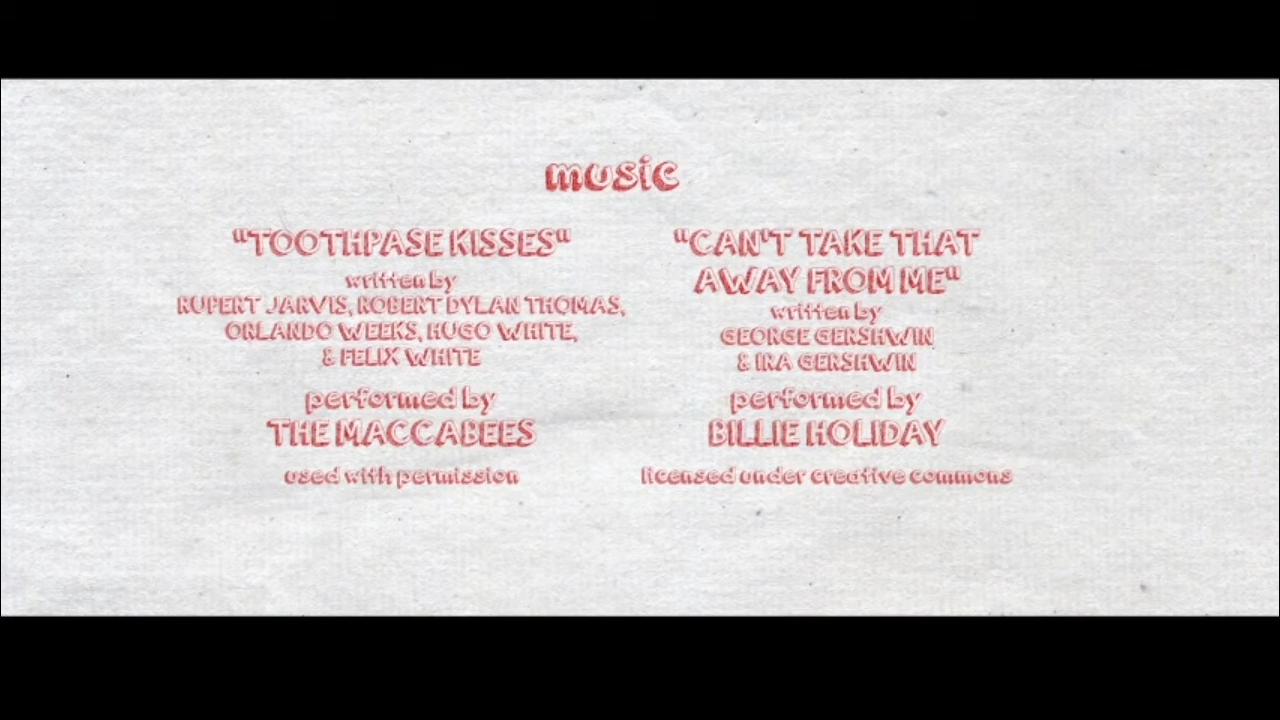 music
"TOOTHPASE KISSES"
written by
RUPERT JARVIS, ROBERT DYLAN THOMAS,
ORLANDO WEEKS, HUGO WHITE,
& FELIX WHITE
performed by
THE MACCABEES
used with permission
"CAN'T TAKE THAT
AWAY FROM ME"
written by
GEORGE GERSHWIN
& IRA GERSHWIN
performed by
BILLIE HOLIDAY
licensed under creative commons